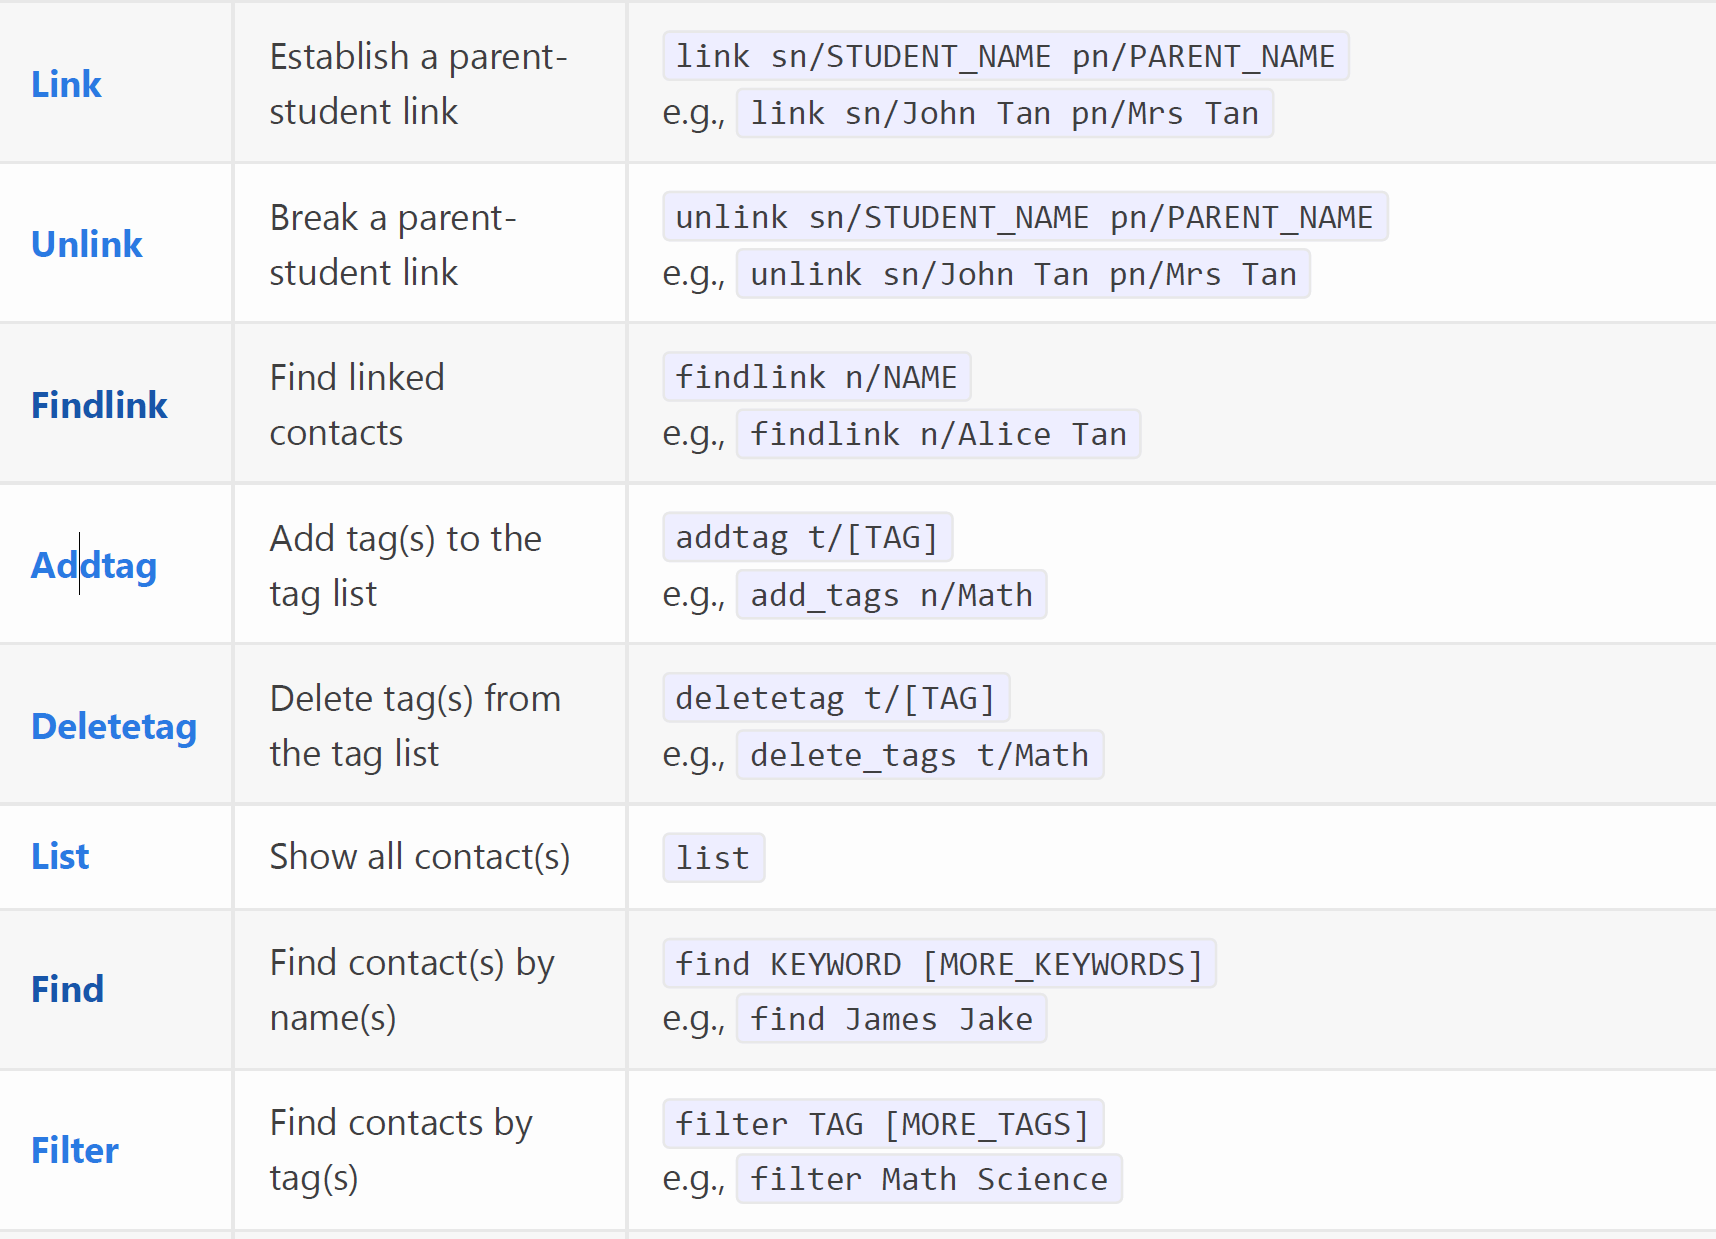 Link
Establish a parent-
student link
link sn/STUDENT_NAME pn/PARENT_NAME
e.g., link sn/John Tan pn/Mrs Tan
Unlink
Break a parent-
student link
unlink sn/STUDENT_NAME pn/PARENT_NAME
e.g., unlink sn/John Tan pn/Mrs Tan
Findlink
Find linked
contacts
findlink n/NAME
e.g., findlink n/Alice Tan
Addtag
Add tag(s) to the
tag list
addtag t/[TAG]
e.g., add_tags n/Math
Deletetag
Delete tag(s) from
the tag list
deletetag t/[TAG]
e.g., delete_tags t/Math
List
Show all contact(s)
list
Find
Find contact(s) by
name(s)
find KEYWORD [MORE_KEYWORDS]
e.g., find James Jake
Filter
Find contacts by
tag(s)
filter TAG [MORE_TAGS]
e.g., filter Math Science